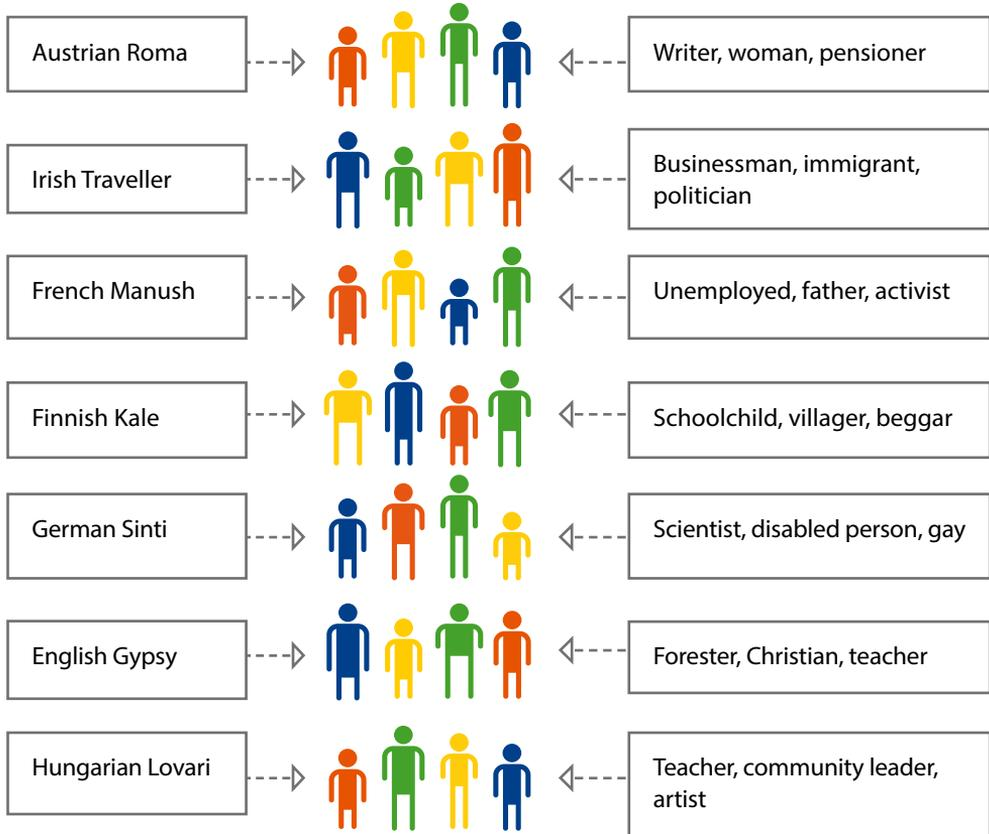 Austrian Roma
Writer, woman, pensioner
Irish Traveller
Businessman, immigrant,
politician
French Manush
Unemployed, father, activist
Finnish Kale
Schoolchild, villager, beggar
German Sinti
Scientist, disabled person, gay
English Gypsy
Forester, Christian, teacher
Hungarian Lovari
Teacher, community leader,
artist